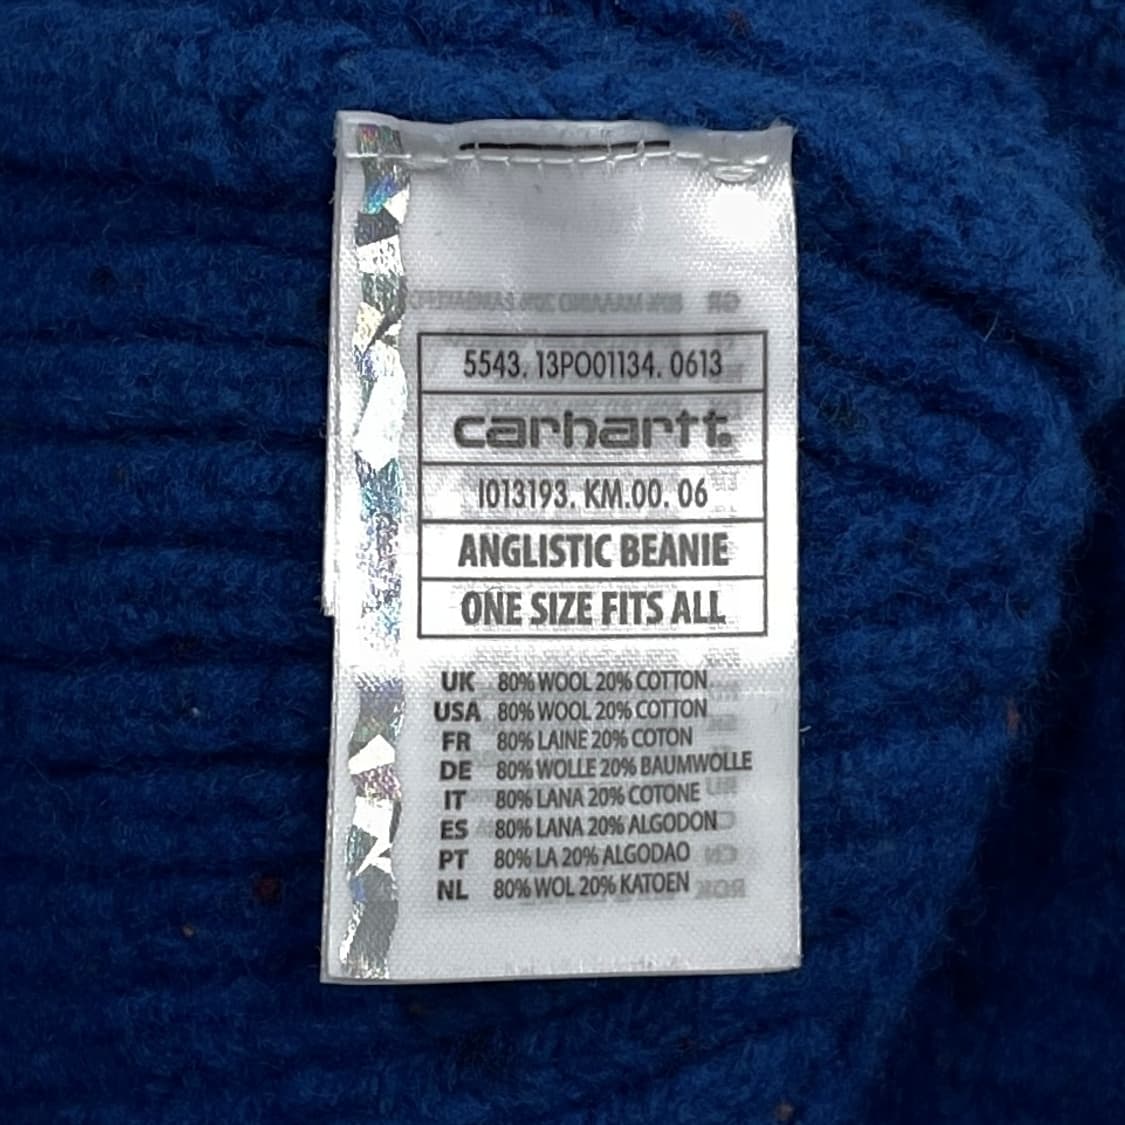 5543. 13PO01134. 0613
carhartt.
I013193. KM.00. 06
ANGLISTIC BEANIE
ONE SIZE FITS ALL
UK 80% WOOL 20% COTTON
USA 80% WOOL 20% COTTON
FR 80% LAINE 20% COTON
DE 80% WOLLE 20% BAUMWOLLE
IT 80% LANA 20% COTONE
ES 80% LANA 20% ALGODON
PT 80% LA 20% ALGODAO
NL 80% WOL 20% KATOEN